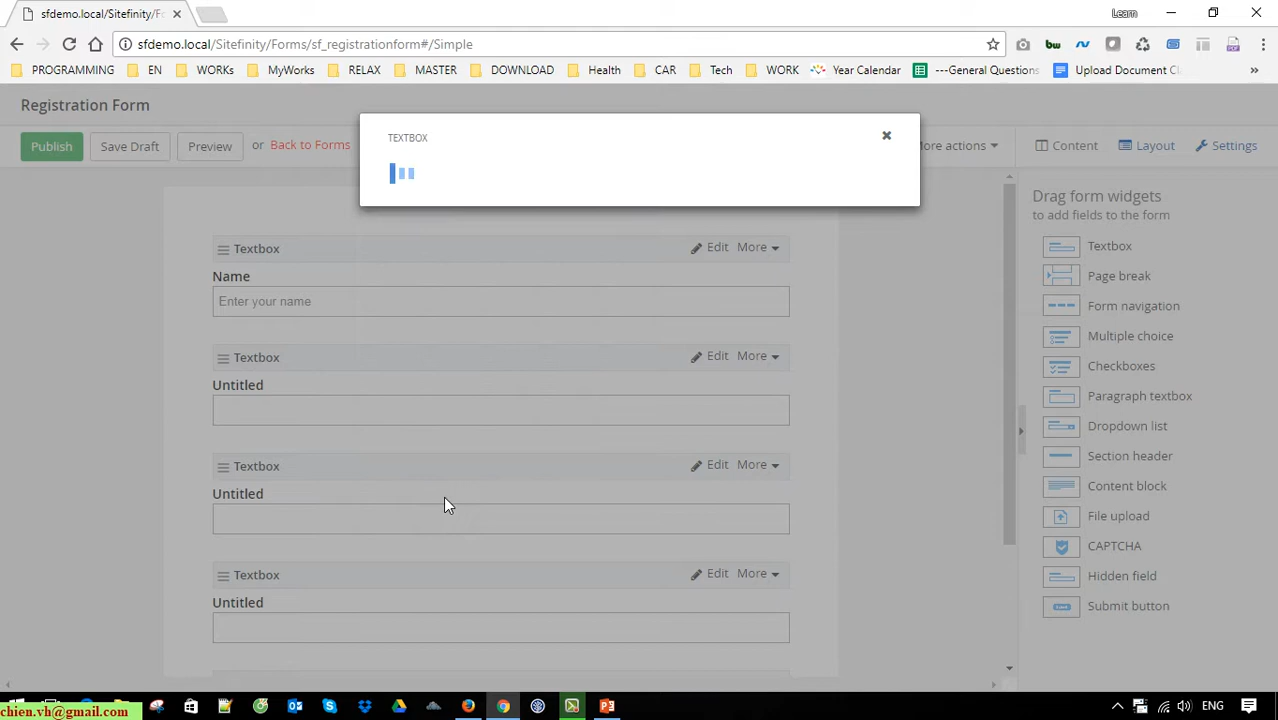 sfdemo.local/Sitefinity/Fo
Learn
sfdemo.local/Sitefinity/Forms/sf_registrationform#/Simple
PROGRAMMING
EN
WORKs
MyWorks
RELAX
MASTER
DOWNLOAD
Health
CAR
Tech
WORK
Year Calendar
---General Questions
Upload Document Cl
»
Registration Form
TEXTBOX
Publish
Save Draft
Preview
or
Back to Forms
ore actions
Content
Layout
Settings
Drag form widgets
to add fields to the form
Textbox
Page break
Form navigation
Multiple choice
Checkboxes
Paragraph textbox
Dropdown list
Section header
Content block
File upload
CAPTCHA
Hidden field
Submit button
Textbox
Edit
More
Name
Enter your name
Textbox
Edit
More
Untitled
Textbox
Edit
More
Untitled
Textbox
Edit
More
Untitled
chien.vh@gmail.com
ENG